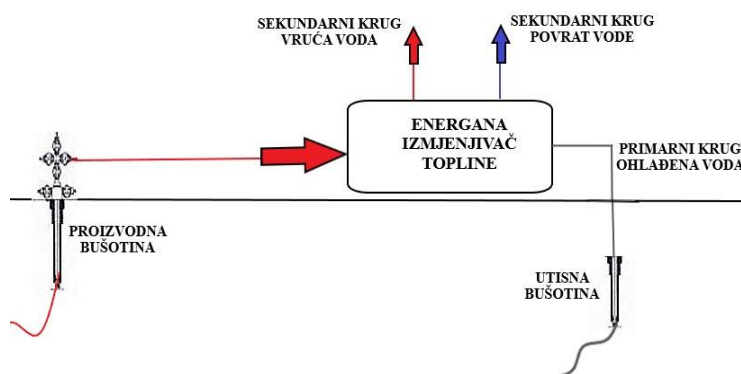 SEKUNDARNI KRUG
VRUĆA VODA
SEKUNDARNI KRUG
POVRAT VODE
ENERGANA
IZMJENJIVAČ
TOPLINE
PRIMARNI KRUG
OHLAĐENA VODA
PROIZVODNA
BUŠOTINA
UTISNA
BUŠOTINA